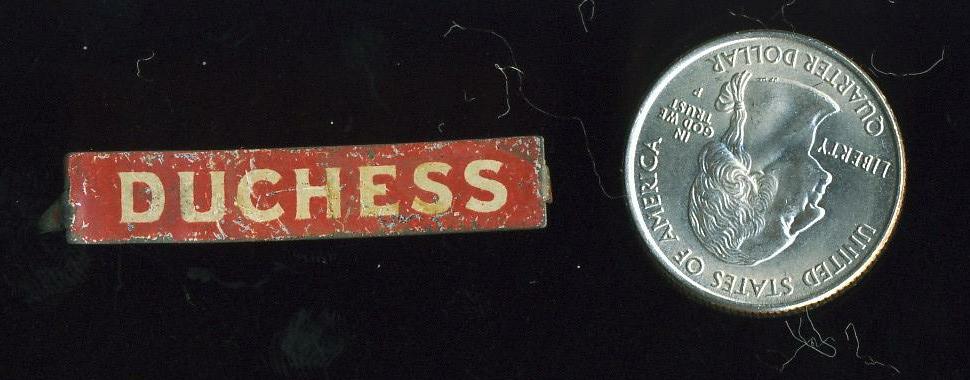 DUCHESS
UNITED STATES OF AMERICA
LIBERTY
IN
GOD WE
TRUST
P
QUARTER DOLLAR